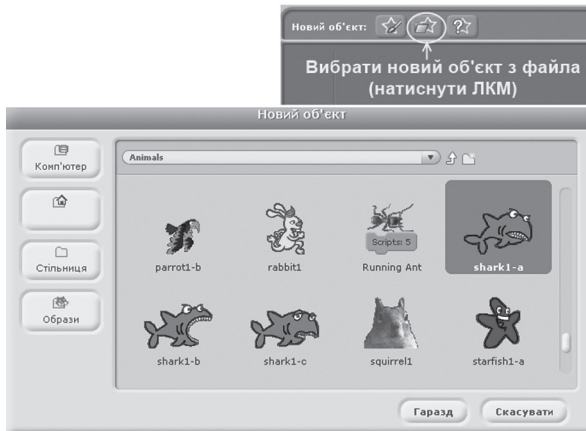 Новий об'єкт:
Вибрати новий об'єкт з файла
(натиснути ЛКМ)
Новий об'єкт
Комп'ютер
Animals
Стільниця
Образи
parrot1-b
rabbit1
Scripts: 5
Running Ant
shark1-a
shark1-b
shark1-c
squirrel1
starfish1-a
Гаразд
Скасувати